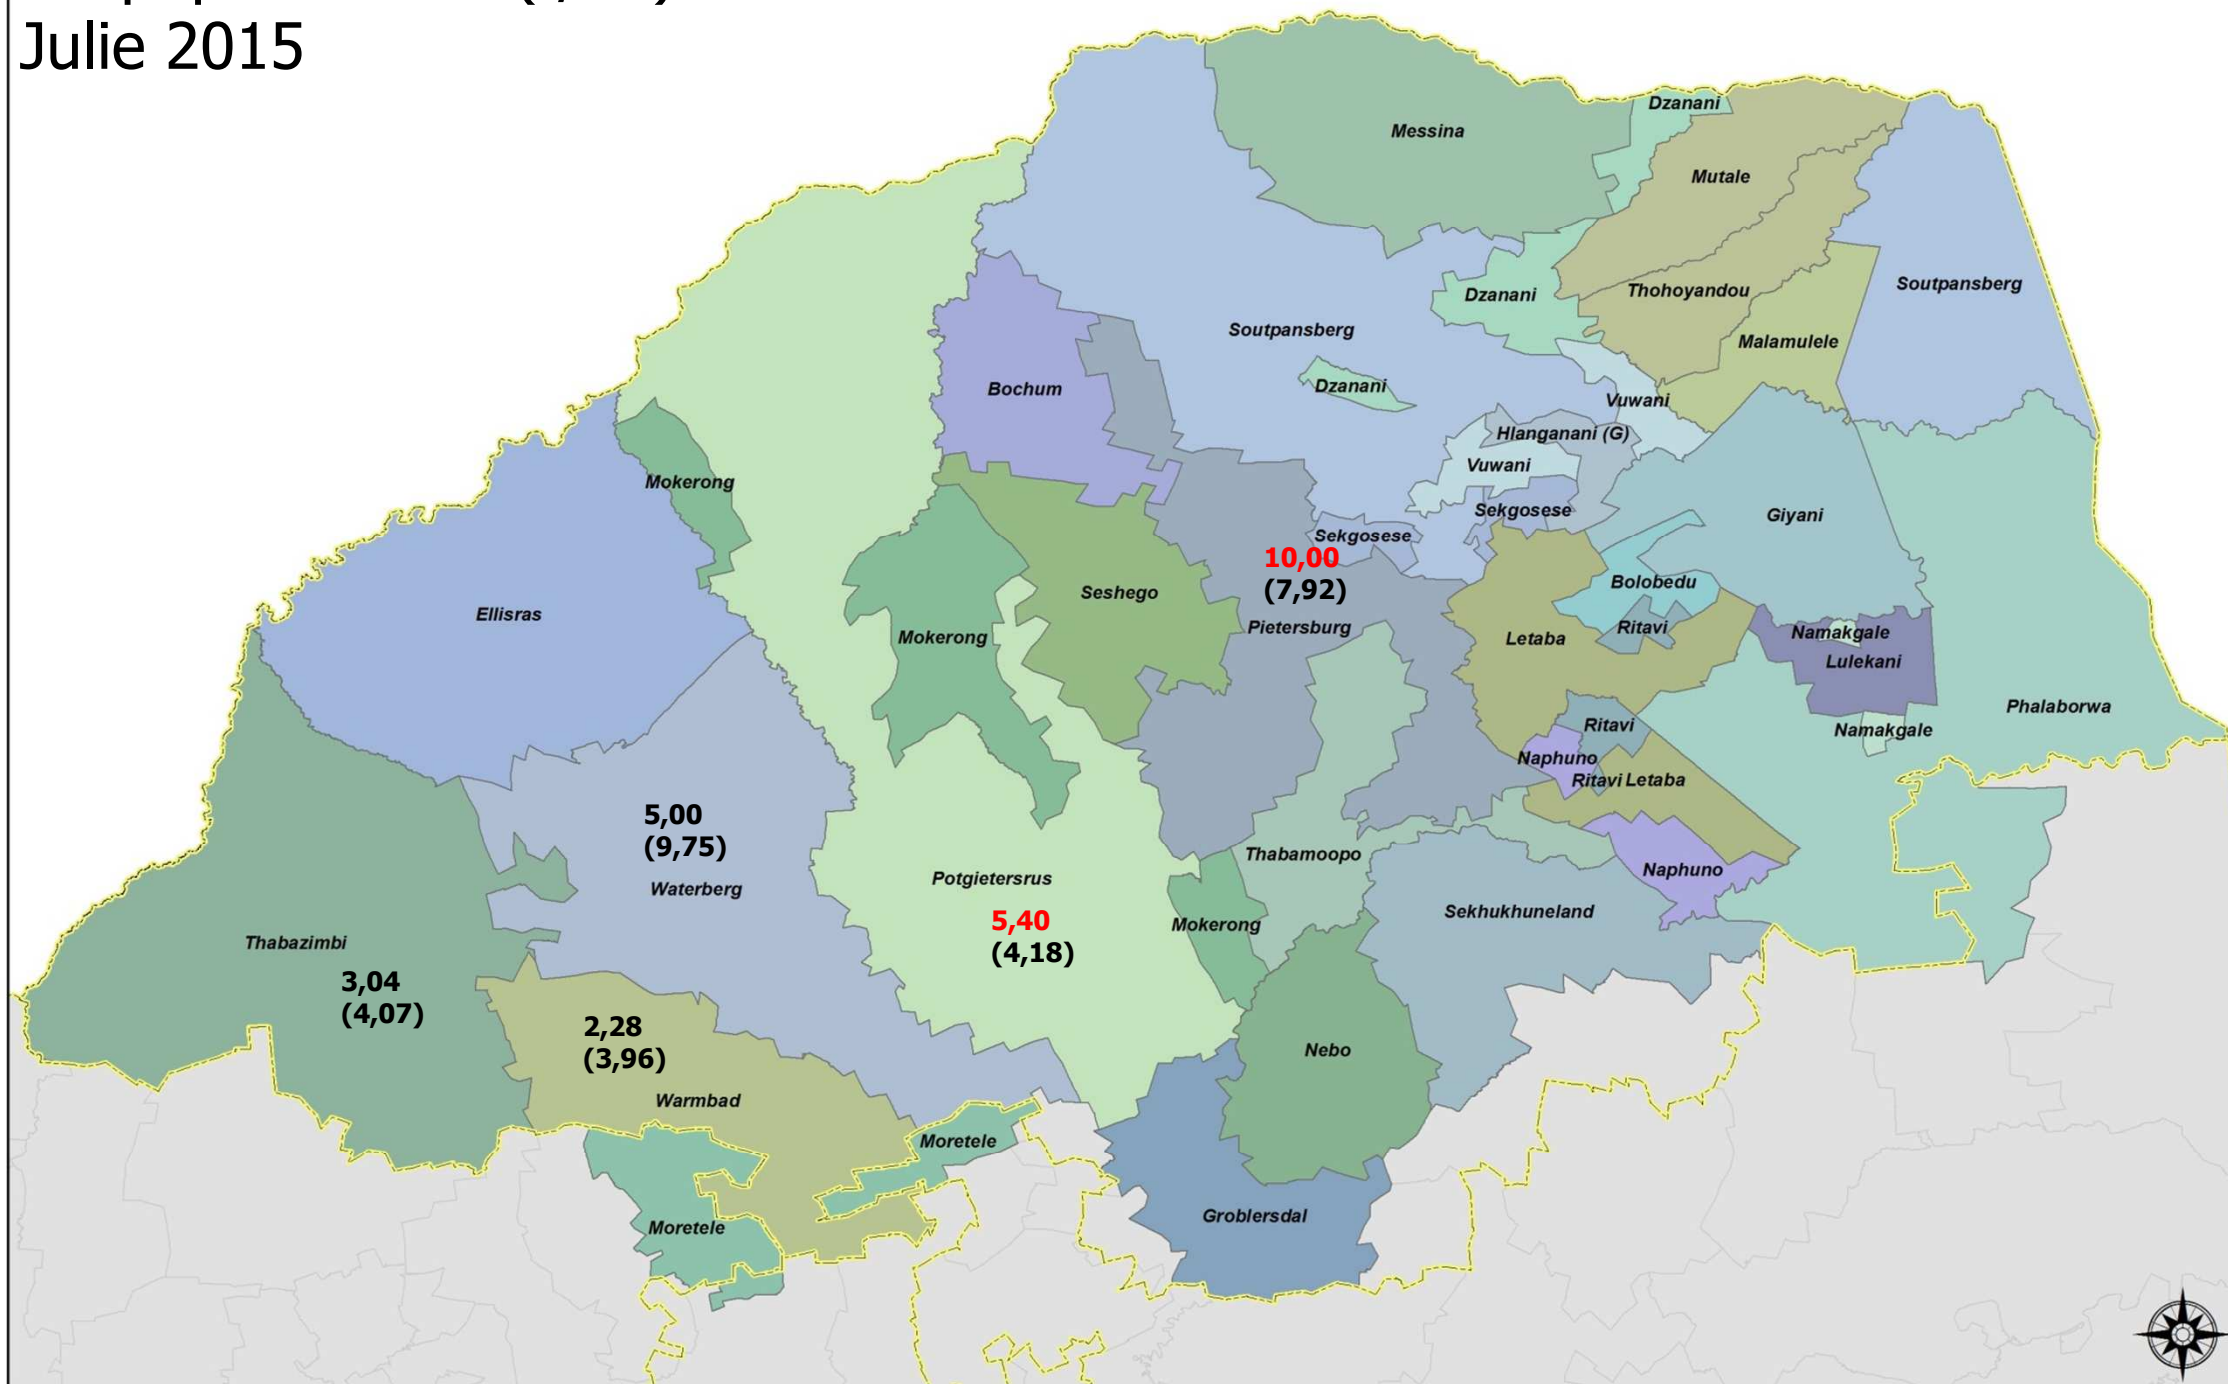 Julie 2015
Dzanani
Messina
Mutale
Soutpansberg
Thohoyandou
Dzanani
Soutpansberg
Malamulele
Dzanani
Bochum
Vuwani
Hlanganani (G)
Vuwani
Mokerong
Sekgosese
Giyani
Sekgosese
10,00
(7,92)
Bolobedu
Seshego
Ellisras
Pietersburg
Ritavi
Namakgale
Mokerong
Letaba
Lulekani
Phalaborwa
Ritavi
Namakgale
Naphuno
Ritavi
Letaba
5,00
(9,75)
Waterberg
Thabamoopo
Potgietersrus
Naphuno
5,40
(4,18)
Mokerong
Sekhukhuneland
Thabazimbi
3,04
(4,07)
2,28
(3,96)
Nebo
Warmbad
Moretele
Groblersdal
Moretele